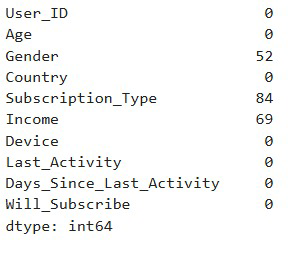 User_ID 0
Age 0
Gender 52
Country 0
Subscription_Type 84
Income 69
Device 0
Last_Activity 0
Days_Since_Last_Activity 0
Will_Subscribe 0
dtype: int64